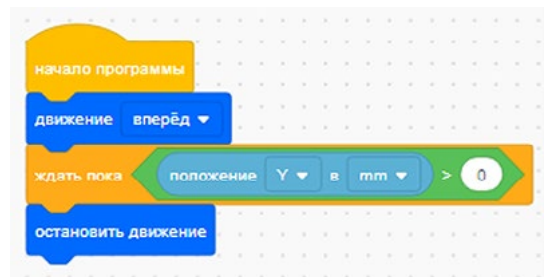 начало программы
движение вперёд
ждать пока положение Y в mm > 0
остановить движение